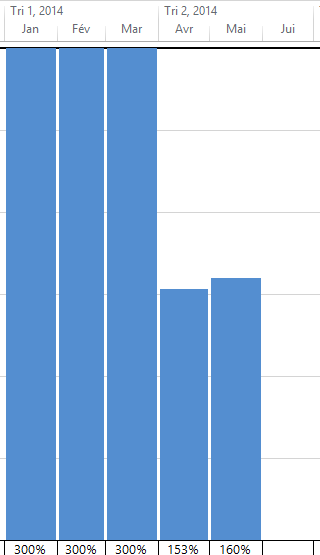 Tri 1, 2014 Tri 2, 2014
Jan Fév Mar Avr Mai Jui
300% 300% 300% 153% 160%